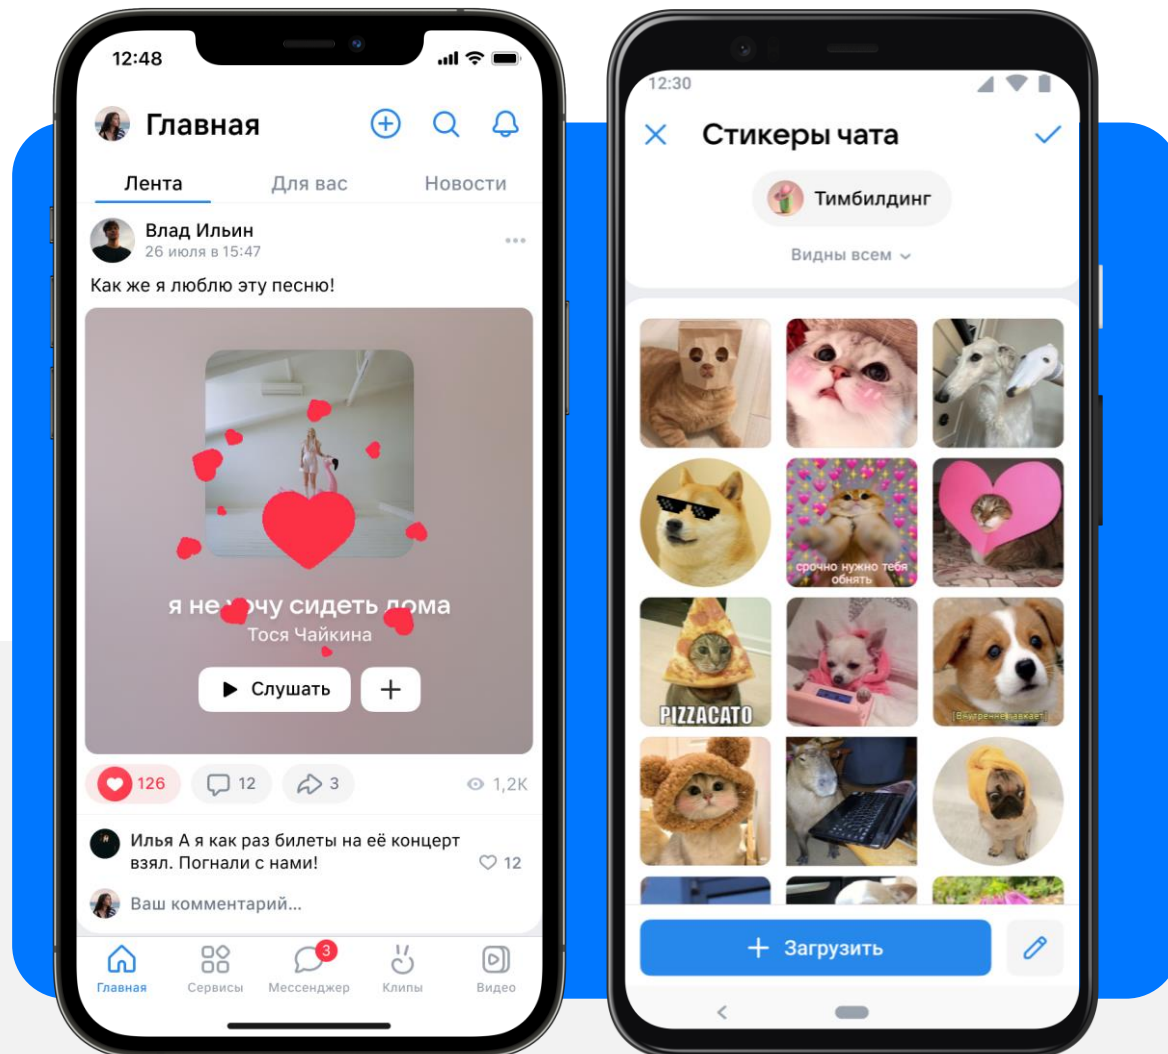 12:48
Главная
Лента
Для вас
Новости
Влад Ильин
26 июля в 15:47
Как же я люблю эту песню!
я не хочу сидеть дома
Тося Чайкина
Слушать
126
12
3
1,2K
Илья А я как раз билеты на её концерт
взял. Погнали с нами!
12
Ваш комментарий...
3
Главная
Сервисы
Мессенджер
Клипы
Видео
12:30
Стикеры чата
Тимбилдинг
Видны всем
срочно нужно тебя
обнять
PIZZACATO
[Внутренне гавкает]
Загрузить